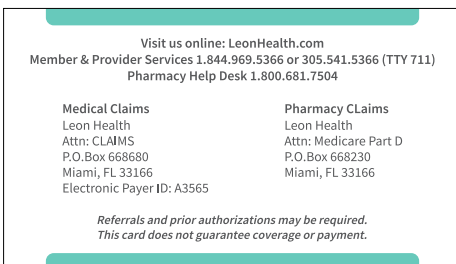 Visit us online: LeonHealth.com
Member & Provider Services 1.844.969.5366 or 305.541.5366 (TTY 711)
Pharmacy Help Desk 1.800.681.7504
Medical Claims
Leon Health
Attn: CLAIMS
P.O.Box 668680
Miami, FL 33166
Electronic Payer ID: A3565
Pharmacy CLaims
Leon Health
Attn: Medicare Part D
P.O.Box 668230
Miami, FL 33166
Referrals and prior authorizations may be required.
This card does not guarantee coverage or payment.